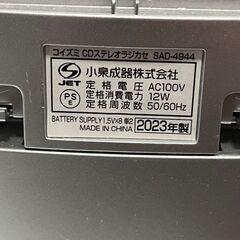 コイズミ CDステレオラジカセ SAD-4944
JET
PS
E
小泉成器株式会社
定格電圧 AC100V
定格消費電力 12W
定格周波数 50/60Hz
BATTERY SUPPLY1.5V×8 単2
MADE IN CHINA
2023年製